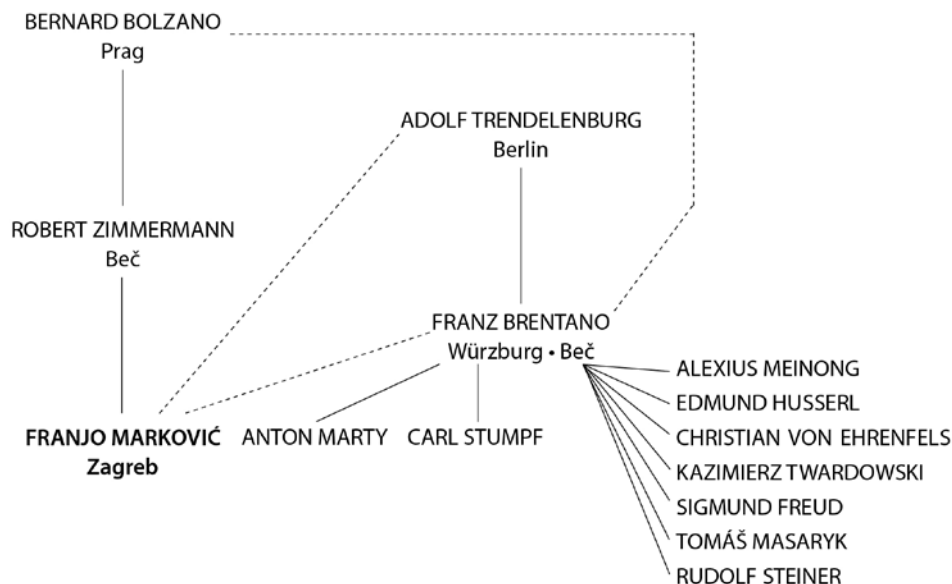 BERNARD BOLZANO
Prag
ADOLF TRENDELENBURG
Berlin
ROBERT ZIMMERMANN
Beč
FRANZ BRENTANO
Würzburg • Beč
ALEXIUS MEINONG
EDMUND HUSSERL
FRANJO MARKOVIĆ
Zagreb
ANTON MARTY
CARL STUMPF
CHRISTIAN VON EHRENFELS
KAZIMIERZ TWARDOWSKI
SIGMUND FREUD
TOMÁŠ MASARYK
RUDOLF STEINER